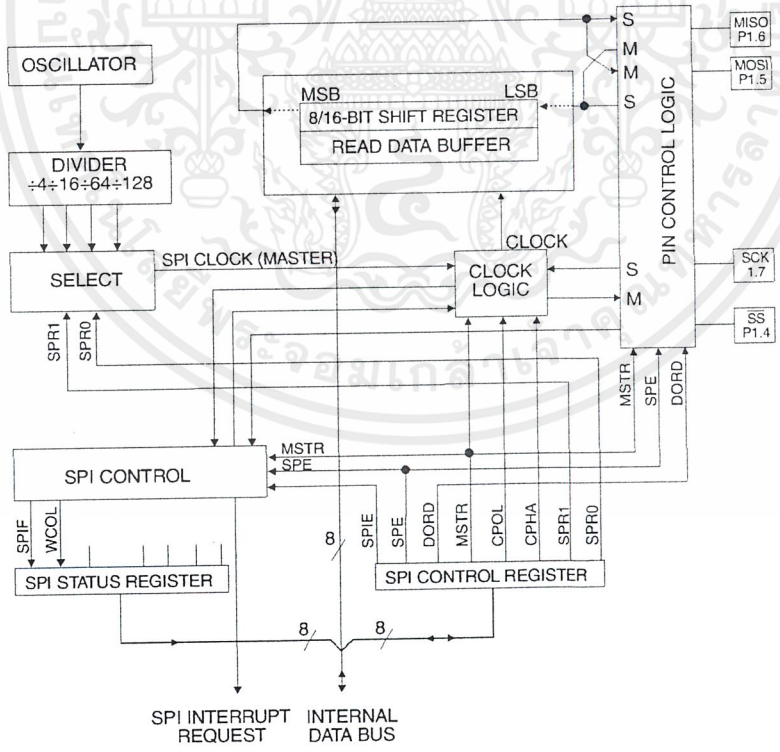 OSCILLATOR
DIVIDER
÷4÷16÷64÷128
SELECT
SPR1
SPR0
SPI CLOCK (MASTER)
MSB
LSB
8/16-BIT SHIFT REGISTER
READ DATA BUFFER
CLOCK
CLOCK
LOGIC
S
M
M
S
S
M
PIN CONTROL LOGIC
MISO
P1.6
MOSI
P1.5
SCK
1.7
SS
P1.4
MSTR
SPE
DORD
SPI CONTROL
MSTR
SPE
SPIF
WCOL
SPI STATUS REGISTER
8
SPIE
SPE
DORD
MSTR
CPOL
CPHA
SPR1
SPR0
SPI CONTROL REGISTER
8
8
SPI INTERRUPT
REQUEST
INTERNAL
DATA BUS